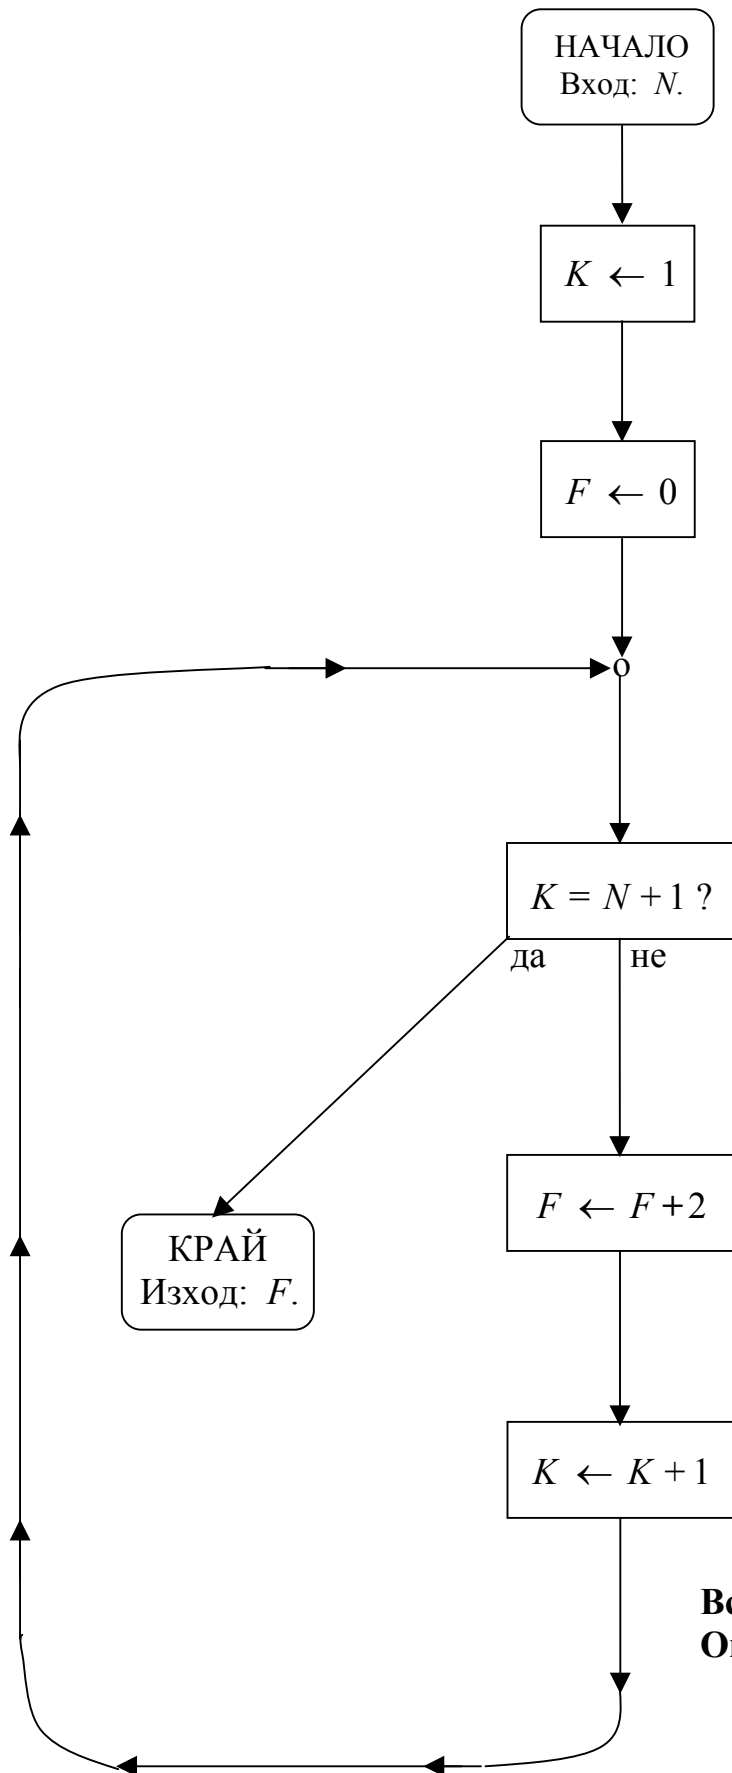 НАЧАЛО
Вход: N.
K ← 1
F ← 0
о
K = N + 1 ?
да не
F ← F + 2
КРАЙ
Изход: F.
K ← K + 1